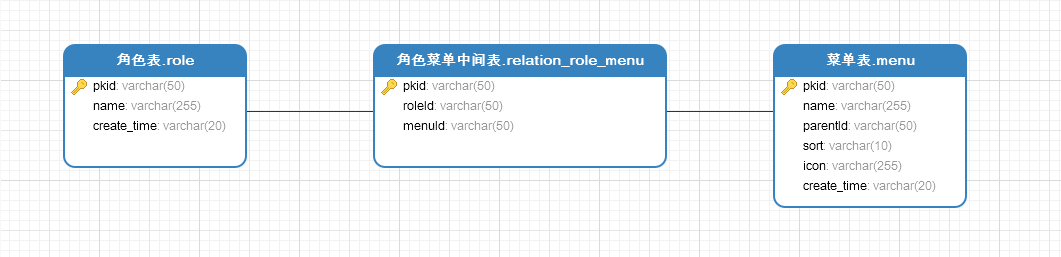 角色表.role
pkid: varchar(50)
name: varchar(255)
create_time: varchar(20)
角色菜单中间表.relation_role_menu
pkid: varchar(50)
roleId: varchar(50)
menuId: varchar(50)
菜单表.menu
pkid: varchar(50)
name: varchar(255)
parentId: varchar(50)
sort: varchar(10)
icon: varchar(255)
create_time: varchar(20)